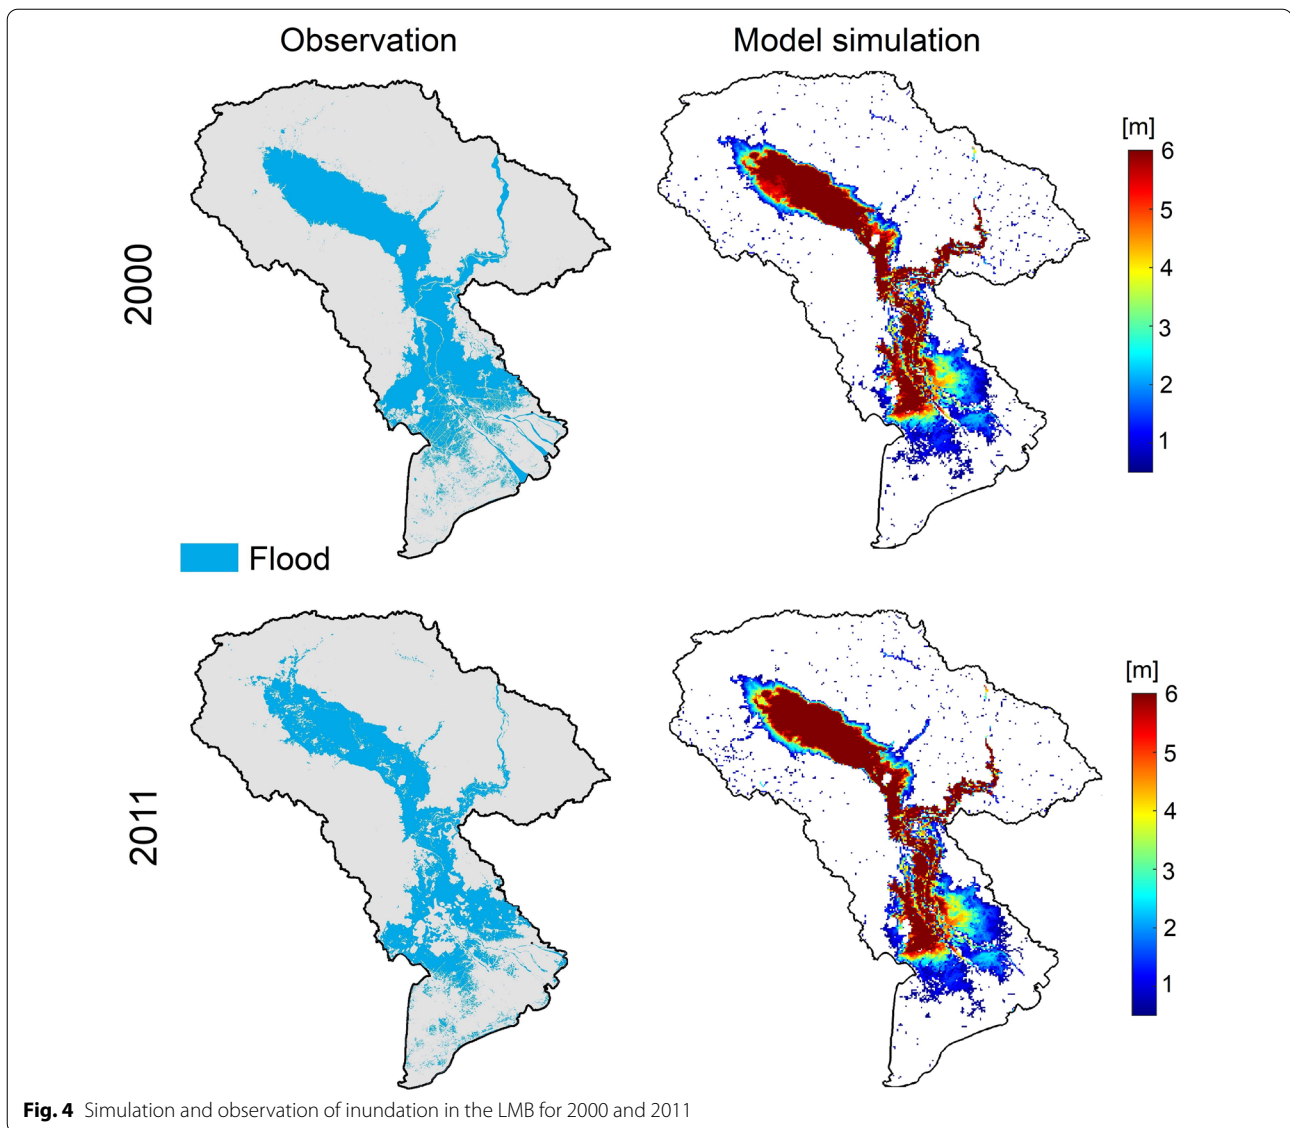 Observation
Model simulation
2000
[m]
6
5
4
3
2
1
Flood
2011
[m]
6
5
4
3
2
1
Fig. 4 Simulation and observation of inundation in the LMB for 2000 and 2011